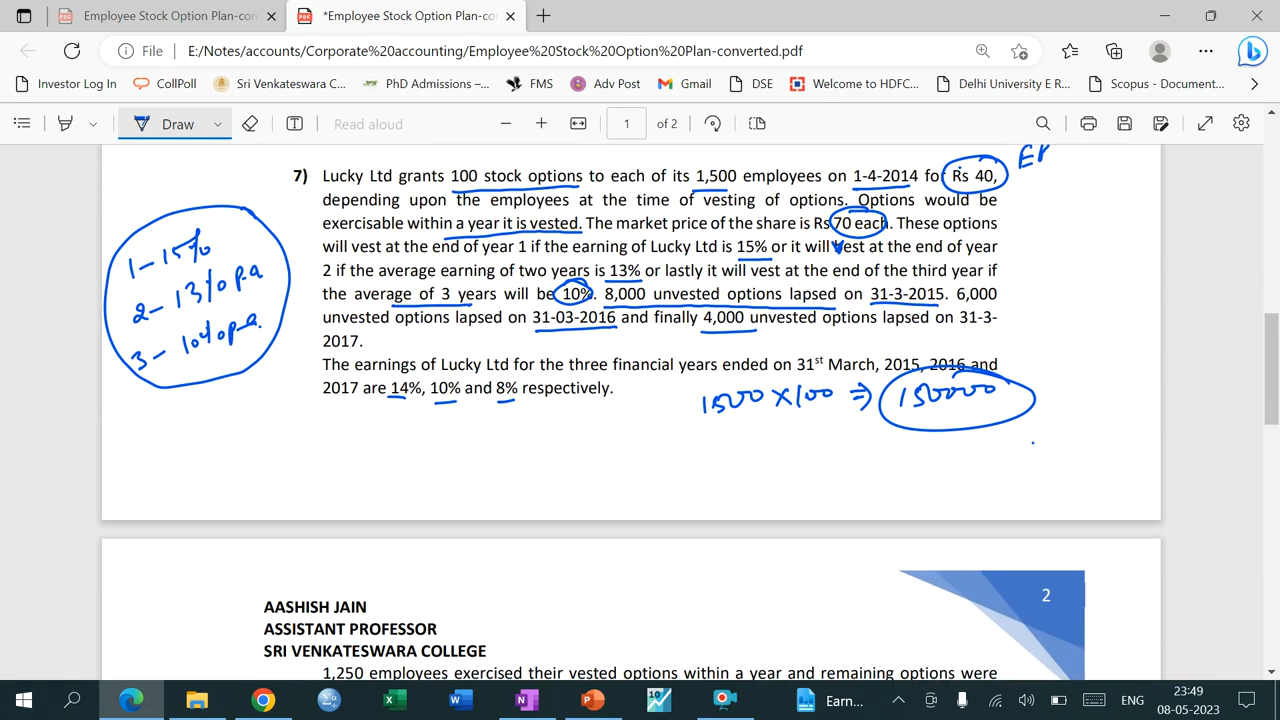 Employee Stock Option Plan-con
*Employee Stock Option Plan-co
File
E:/Notes/accounts/Corporate%20accounting/Employee%20Stock%20Option%20Plan-converted.pdf
Investor Log In
CollPoll
Sri Venkateswara C...
PhD Admissions –...
FMS
Adv Post
Gmail
DSE
Welcome to HDFC...
Delhi University E R...
Scopus - Document...
Draw
Read aloud
1
of 2
EP
7) Lucky Ltd grants 100 stock options to each of its 1,500 employees on 1-4-2014 for Rs 40,
depending upon the employees at the time of vesting of options. Options would be
exercisable within a year it is vested. The market price of the share is Rs 70 each. These options
will vest at the end of year 1 if the earning of Lucky Ltd is 15% or it will vest at the end of year
2 if the average earning of two years is 13% or lastly it will vest at the end of the third year if
the average of 3 years will be 10%. 8,000 unvested options lapsed on 31-3-2015. 6,000
unvested options lapsed on 31-03-2016 and finally 4,000 unvested options lapsed on 31-3-
2017.
The earnings of Lucky Ltd for the three financial years ended on 31st March, 2015, 2016 and
2017 are 14%, 10% and 8% respectively.
1 - 15%
2 - 13% p.a
3 - 10% p.a.
1500 X 100 => 150000
2
AASHISH JAIN
ASSISTANT PROFESSOR
SRI VENKATESWARA COLLEGE
1,250 employees exercised their vested options within a year and remaining options were
Earn...
ENG
23:49
08-05-2023